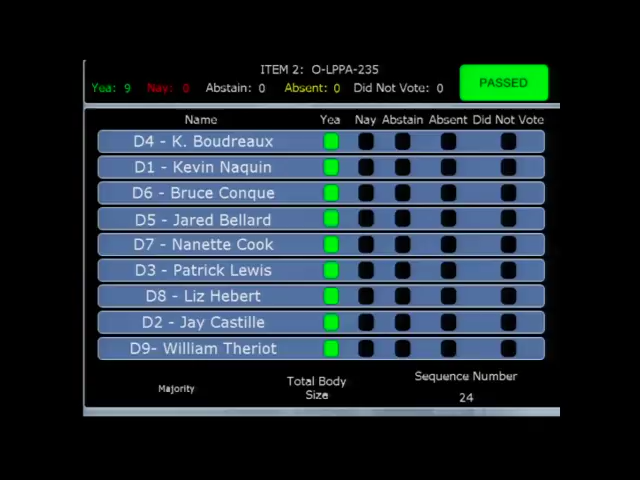 ITEM 2: O-LPPA-235
Yea: 9 Nay: 0 Abstain: 0 Absent: 0 Did Not Vote: 0 PASSED
Name Yea Nay Abstain Absent Did Not Vote
D4 - K. Boudreaux
D1 - Kevin Naquin
D6 - Bruce Conque
D5 - Jared Bellard
D7 - Nanette Cook
D3 - Patrick Lewis
D8 - Liz Hebert
D2 - Jay Castille
D9- William Theriot
Majority Total Body Size Sequence Number
24